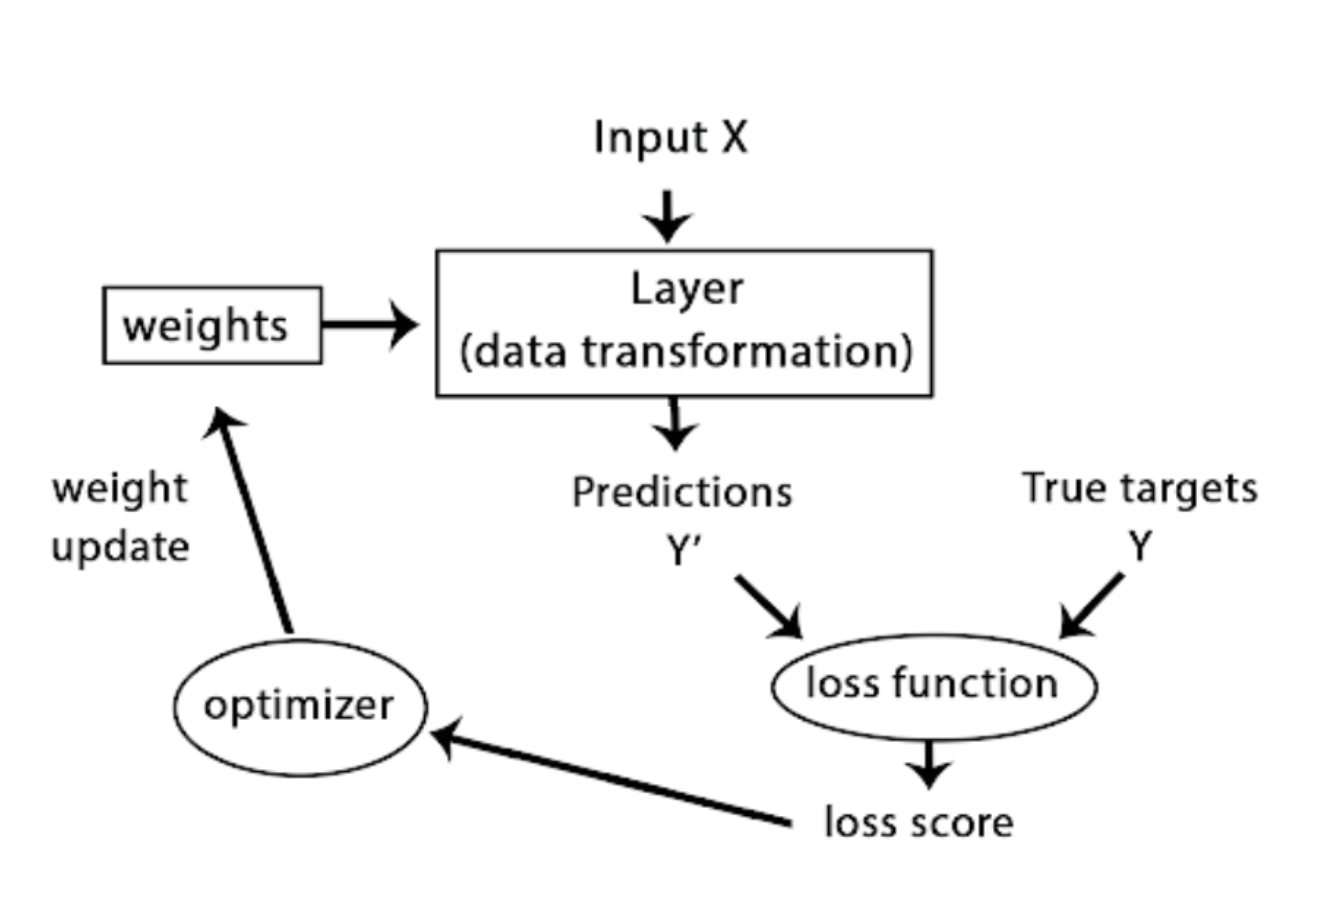 Input X
weights
Layer
(data transformation)
weight
update
Predictions
Y′
True targets
Y
optimizer
loss function
loss score